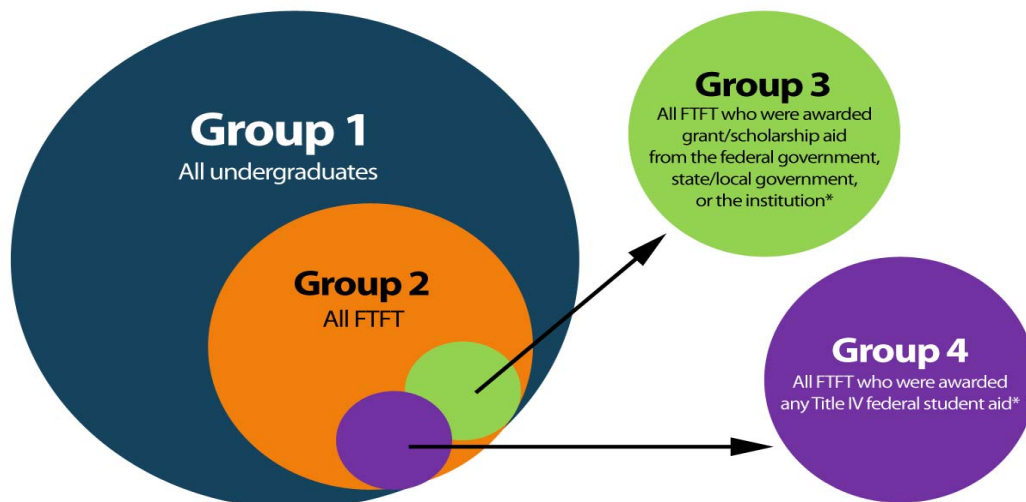 Group 1
All undergraduates
Group 2
All FTFT
Group 3
All FTFT who were awarded
grant/scholarship aid
from the federal government,
state/local government,
or the institution*
Group 4
All FTFT who were awarded
any Title IV federal student aid*